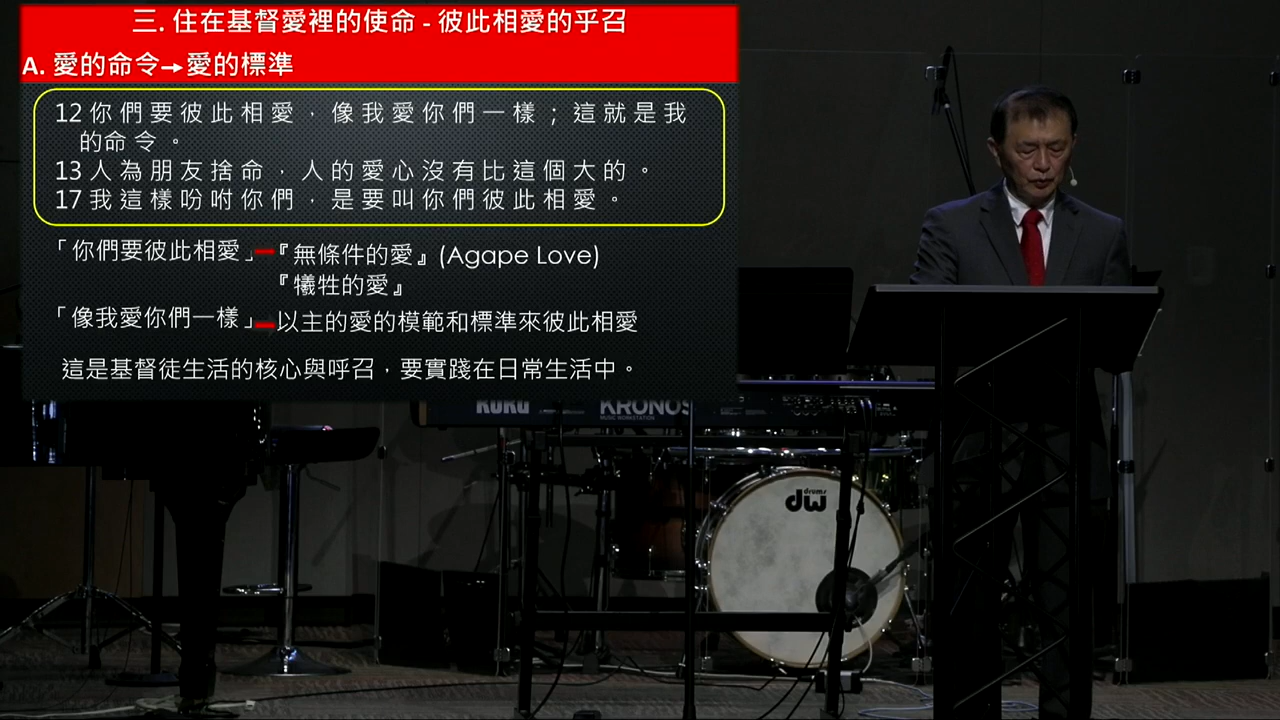 三. 住在基督愛裡的使命 - 彼此相愛的乎召
A. 愛的命令→愛的標準
12 你們要彼此相愛，像我愛你們一樣；這就是我
的命令。
13 人為朋友捨命，人的愛心沒有比這個大的。
17 我這樣吩咐你們，是要叫你們彼此相愛。
「你們要彼此相愛」━『無條件的愛』(Agape Love)
『犧牲的愛』
「像我愛你們一樣」━以主的愛的模範和標準來彼此相愛
這是基督徒生活的核心與呼召，要實踐在日常生活中。
KORG
KRONOS
MUSIC WORKSTATION
drums
dw